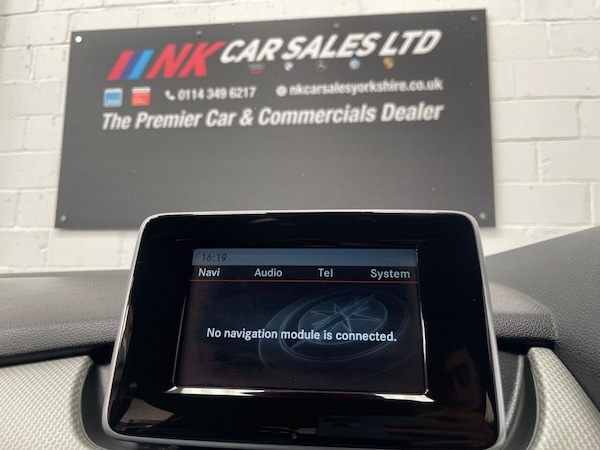 NK CAR SALES LTD
0114 349 6217 nkcarsalesyorkshire.co.uk
The Premier Car & Commercials Dealer
16:19
Navi Audio Tel System
No navigation module is connected.